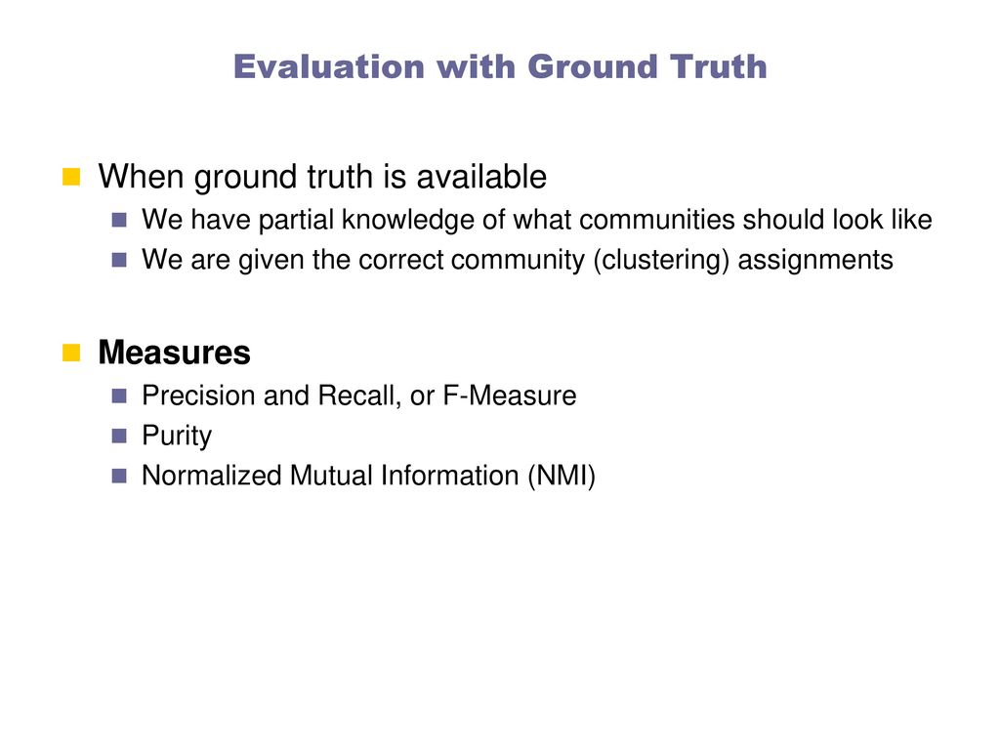 Evaluation with Ground Truth
When ground truth is available
We have partial knowledge of what communities should look like
We are given the correct community (clustering) assignments
Measures
Precision and Recall, or F-Measure
Purity
Normalized Mutual Information (NMI)